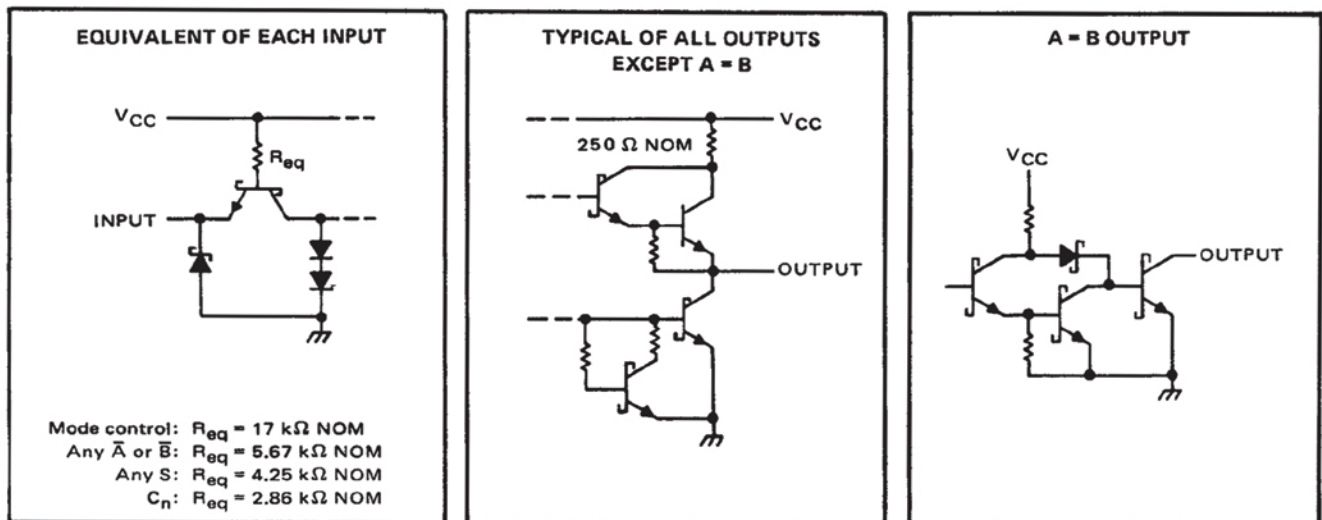 EQUIVALENT OF EACH INPUT
VCC
Req
INPUT
Mode control: Req = 17 kΩ NOM
Any A̅ or B̅: Req = 5.67 kΩ NOM
Any S: Req = 4.25 kΩ NOM
Cn: Req = 2.86 kΩ NOM
TYPICAL OF ALL OUTPUTS
EXCEPT A = B
VCC
250 Ω NOM
OUTPUT
A = B OUTPUT
VCC
OUTPUT